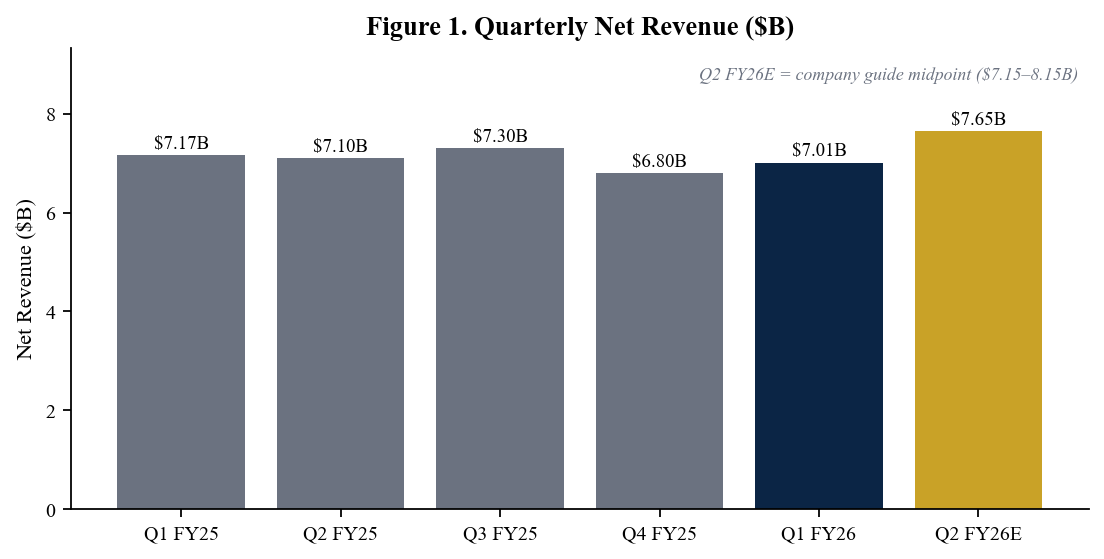 Figure 1. Quarterly Net Revenue ($B)
Q2 FY26E = company guide midpoint ($7.15–8.15B)
Net Revenue ($B)
8
6
4
2
0
$7.17B
$7.10B
$7.30B
$6.80B
$7.01B
$7.65B
Q1 FY25
Q2 FY25
Q3 FY25
Q4 FY25
Q1 FY26
Q2 FY26E